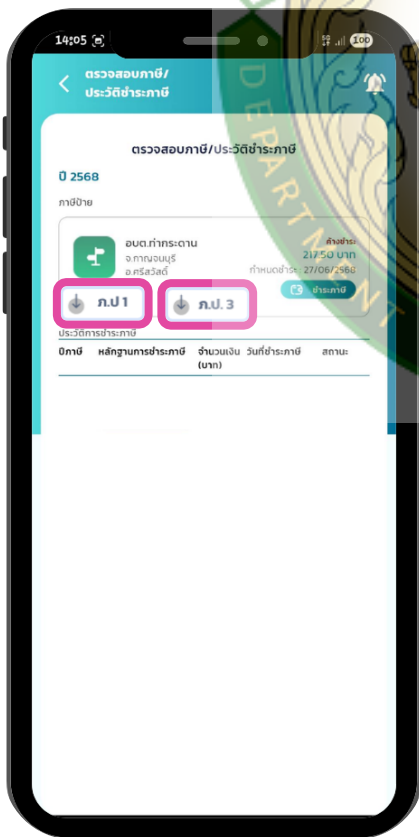 14:05
100
ตรวจสอบภาษี/
ประวัติชำระภาษี
ตรวจสอบภาษี/ประวัติชำระภาษี
ปี 2568
ภาษีป้าย
อบต.ท่ากระดาน
จ.กาญจนบุรี
อ.ศรีสวัสดิ์
ค้างชำระ
217.50 บาท
กำหนดชำระ : 27/06/2568
ชำระภาษี
ภ.ป 1
ภ.ป. 3
ประวัติการชำระภาษี
ปีภาษี หลักฐานการชำระภาษี จำนวนเงิน (บาท) วันที่ชำระภาษี สถานะ
DEPARTMENT